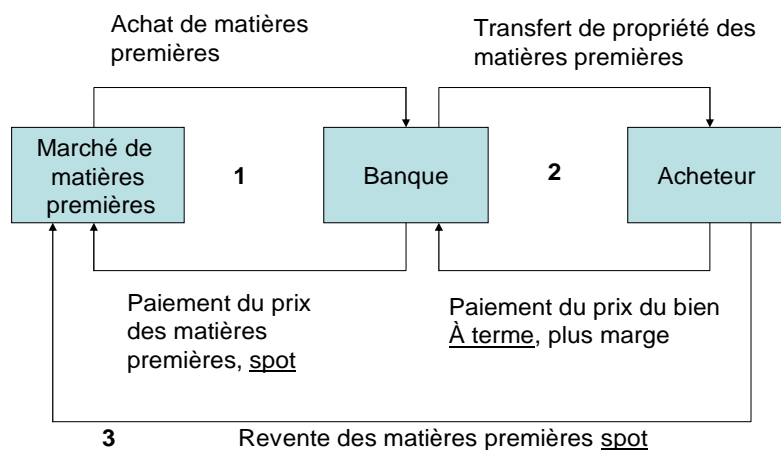 Achat de matières
premières
Transfert de propriété des
matières premières
Marché de
matières
premières
1
Banque
2
Acheteur
Paiement du prix
des matières
premières, spot
Paiement du prix du bien
À terme, plus marge
3
Revente des matières premières spot